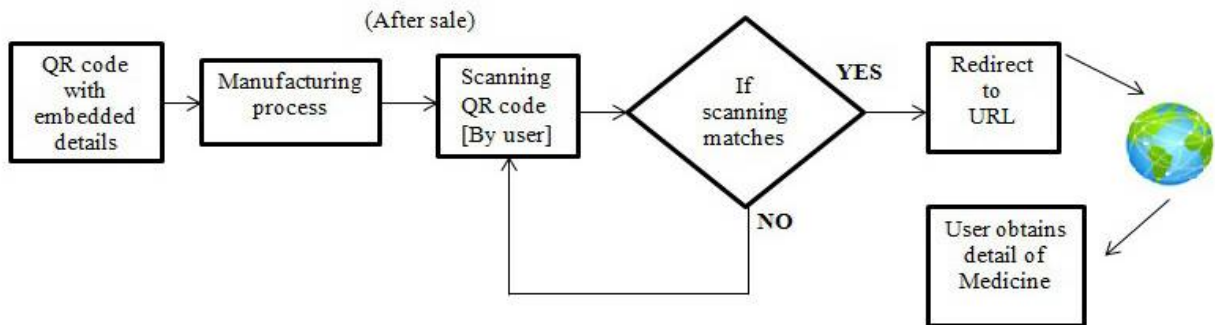 (After sale)
QR code
with
embedded
details
Manufacturing
process
Scanning
QR code
[By user]
If
scanning
matches
YES
NO
Redirect
to
URL
User obtains
detail of
Medicine